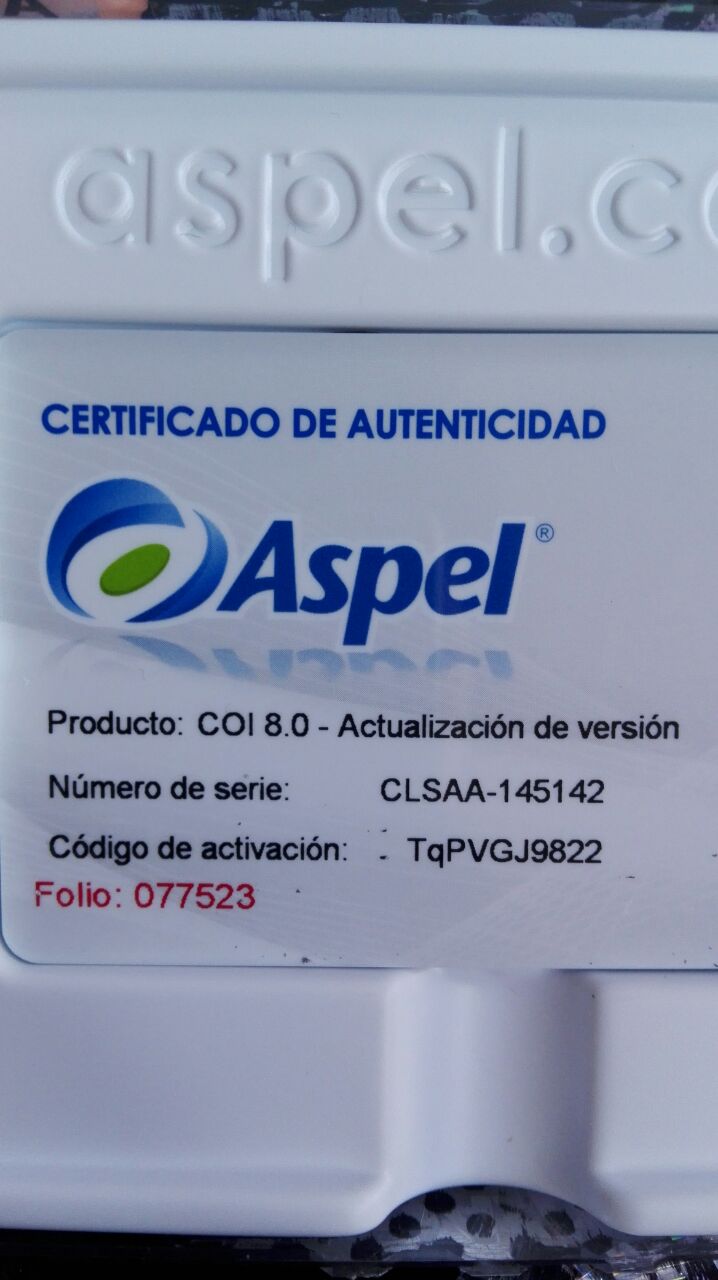 aspel.co
CERTIFICADO DE AUTENTICIDAD
Aspel®
Producto: COI 8.0 - Actualización de versión
Número de serie: CLSAA-145142
Código de activación: TqPVGJ9822
Folio: 077523